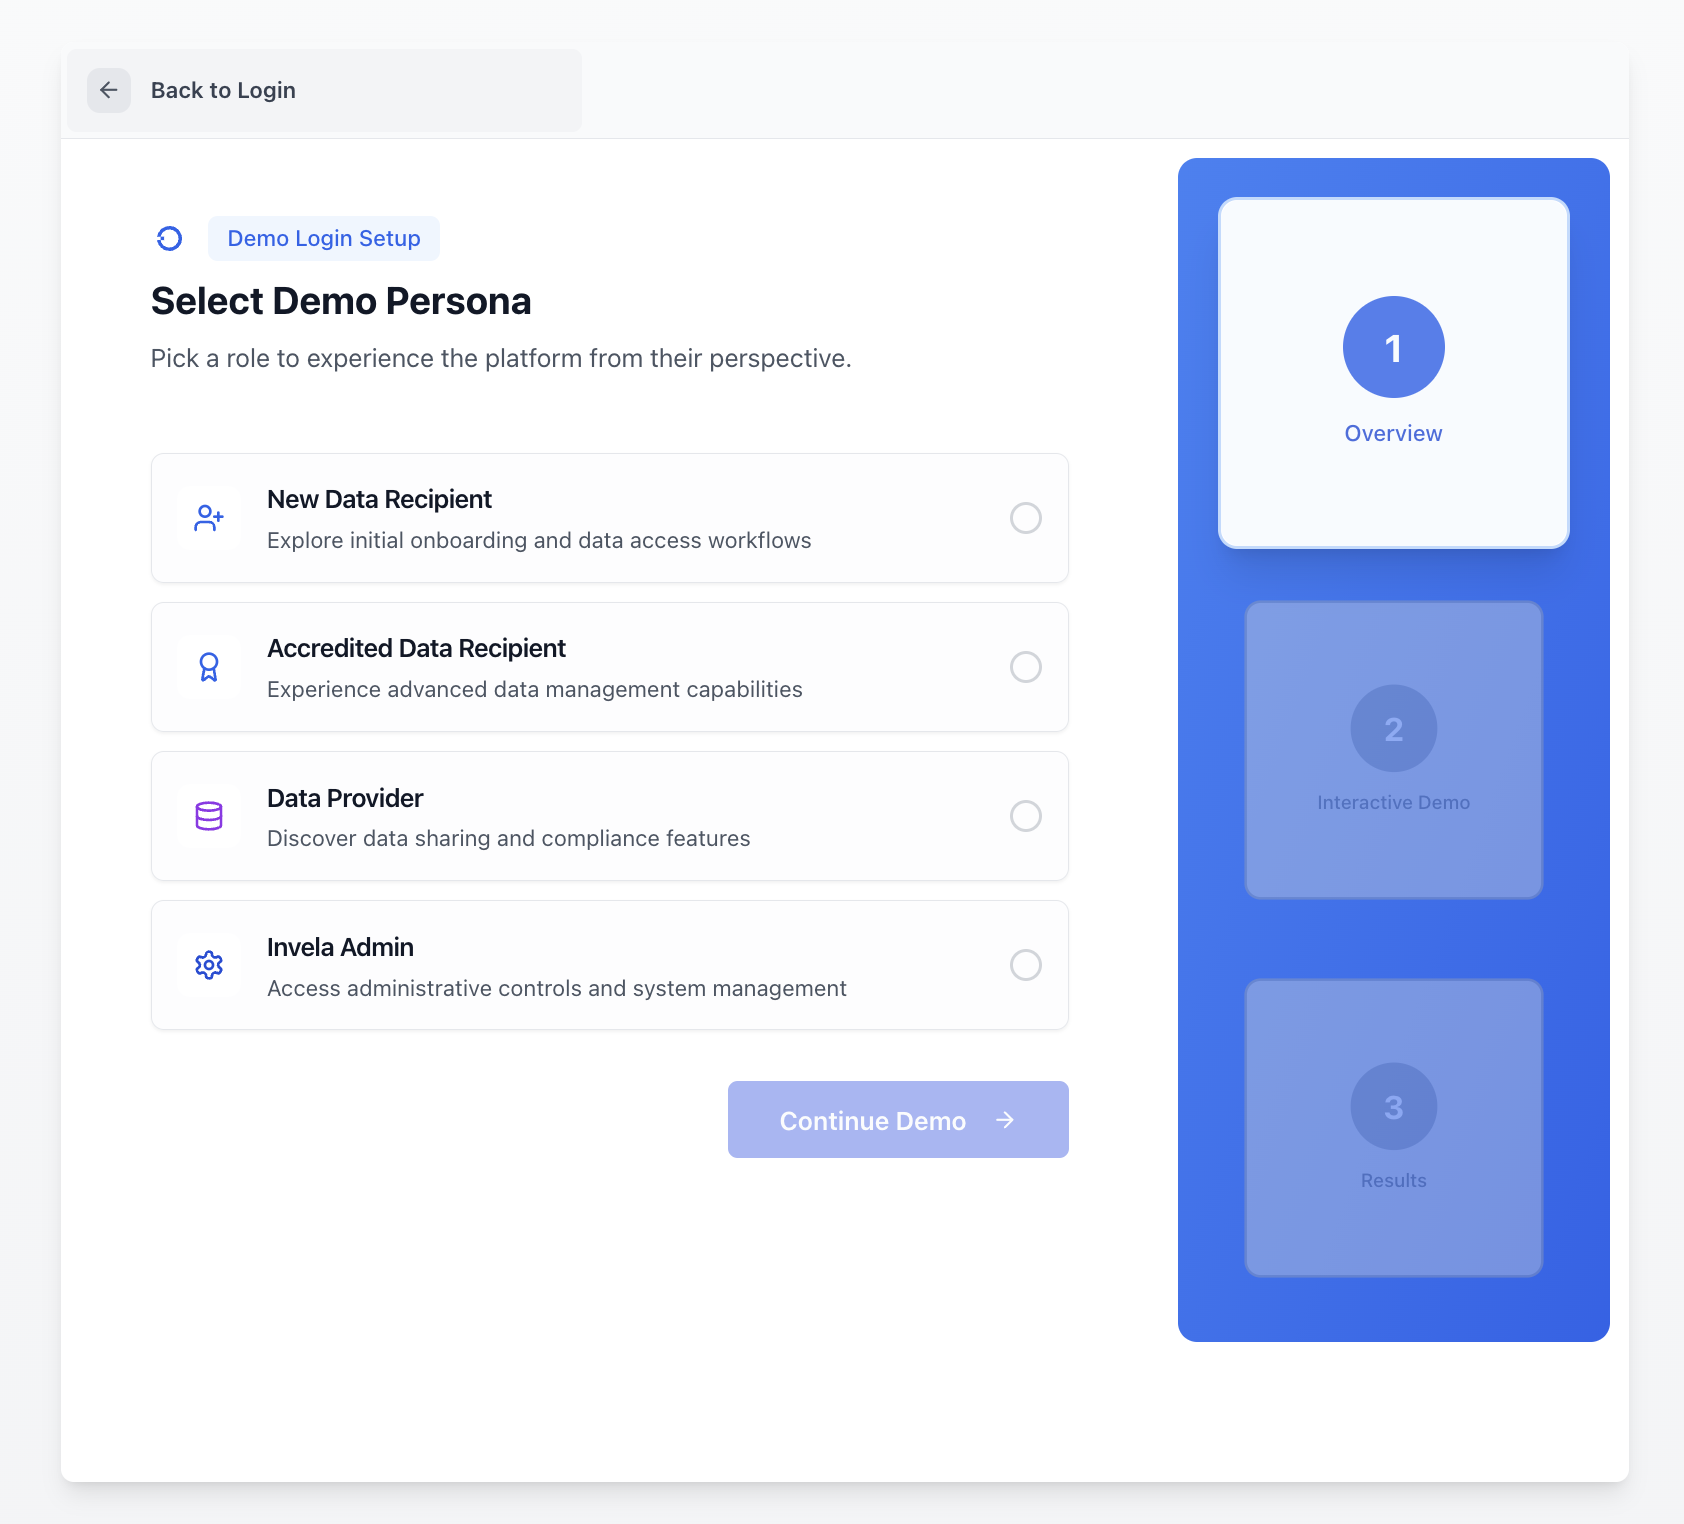 Back to Login
Demo Login Setup
Select Demo Persona
Pick a role to experience the platform from their perspective.
New Data Recipient
Explore initial onboarding and data access workflows
Accredited Data Recipient
Experience advanced data management capabilities
Data Provider
Discover data sharing and compliance features
Invela Admin
Access administrative controls and system management
Continue Demo
1
Overview
2
Interactive Demo
3
Results